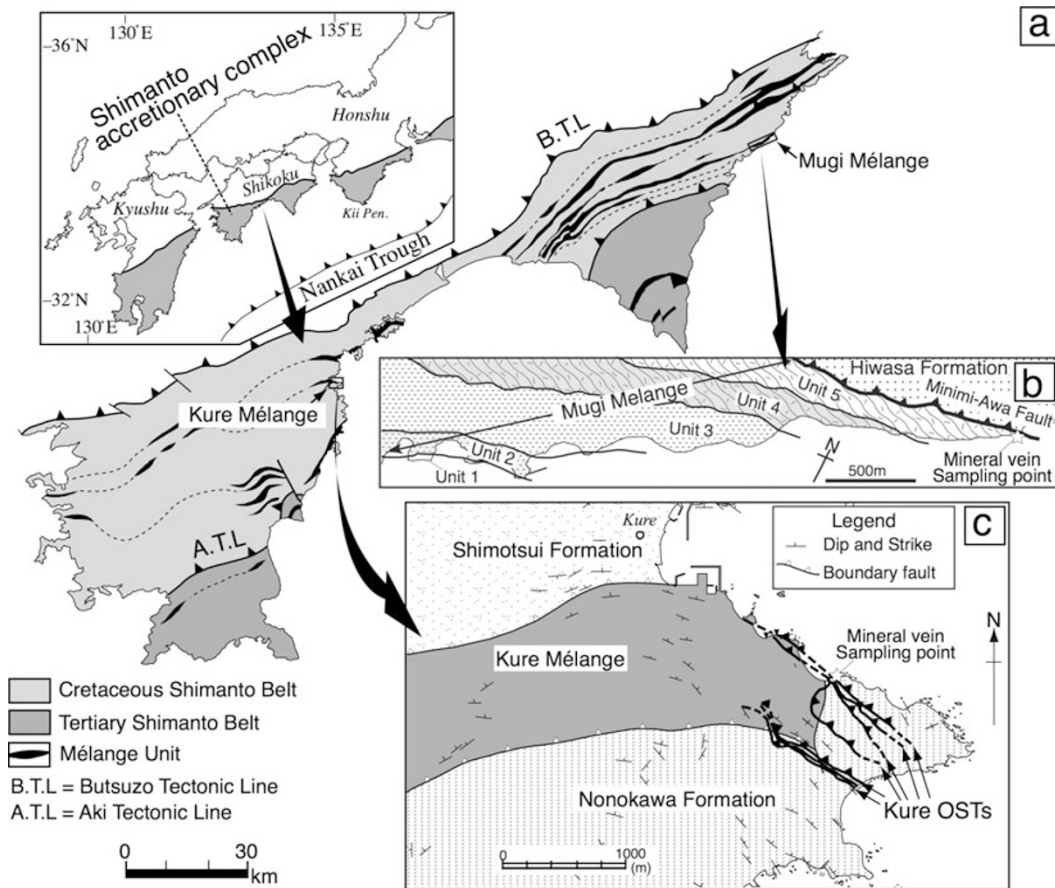 a
130°E
135°E
–36°N
Shimanto
accretionary complex
Honshu
Shikoku
Kyushu
Kii Pen.
Nankai Trough
–32°N
130°E
B.T.L
Mugi Mélange
Kure Mélange
A.T.L
Cretaceous Shimanto Belt
Tertiary Shimanto Belt
Mélange Unit
B.T.L = Butsuzo Tectonic Line
A.T.L = Aki Tectonic Line
0
30
km
b
Hiwasa Formation
Minimi-Awa Fault
Mugi Melange
Unit 5
Unit 4
Unit 3
Unit 2
Unit 1
N
500m
Mineral vein
Sampling point
c
Kure
Shimotsui Formation
Legend
Dip and Strike
Boundary fault
N
Kure Mélange
Mineral vein
Sampling point
Nonokawa Formation
Kure OSTs
0
1000
(m)